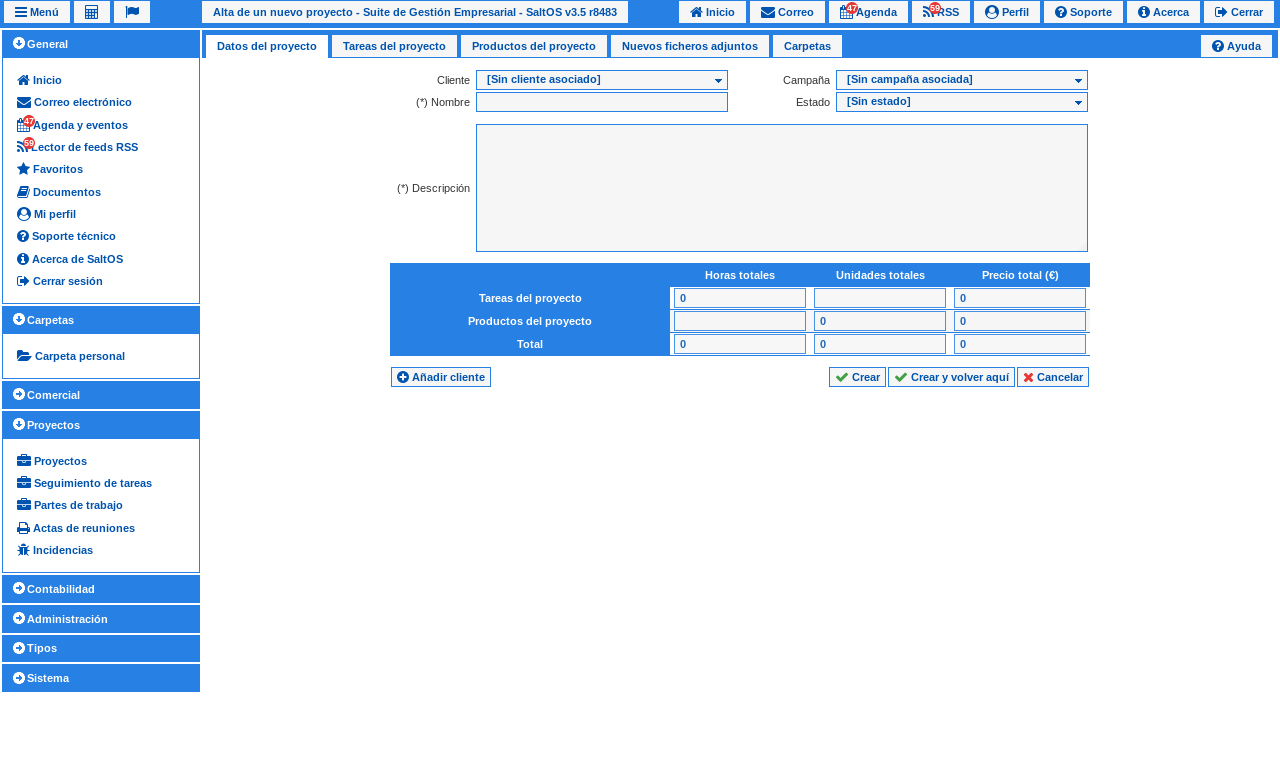 Menú
Alta de un nuevo proyecto - Suite de Gestión Empresarial - SaltOS v3.5 r8483
Inicio
Correo
47
Agenda
59
RSS
Perfil
Soporte
Acerca
Cerrar
General
Inicio
Correo electrónico
47
Agenda y eventos
59
Lector de feeds RSS
Favoritos
Documentos
Mi perfil
Soporte técnico
Acerca de SaltOS
Cerrar sesión
Carpetas
Carpeta personal
Comercial
Proyectos
Proyectos
Seguimiento de tareas
Partes de trabajo
Actas de reuniones
Incidencias
Contabilidad
Administración
Tipos
Sistema
Datos del proyecto
Tareas del proyecto
Productos del proyecto
Nuevos ficheros adjuntos
Carpetas
Ayuda
Cliente [Sin cliente asociado] Campaña [Sin campaña asociada]
(*) Nombre Estado [Sin estado]
(*) Descripción
Horas totales Unidades totales Precio total (€)
Tareas del proyecto 0 0
Productos del proyecto 0 0
Total 0 0 0
Añadir cliente
Crear
Crear y volver aquí
Cancelar